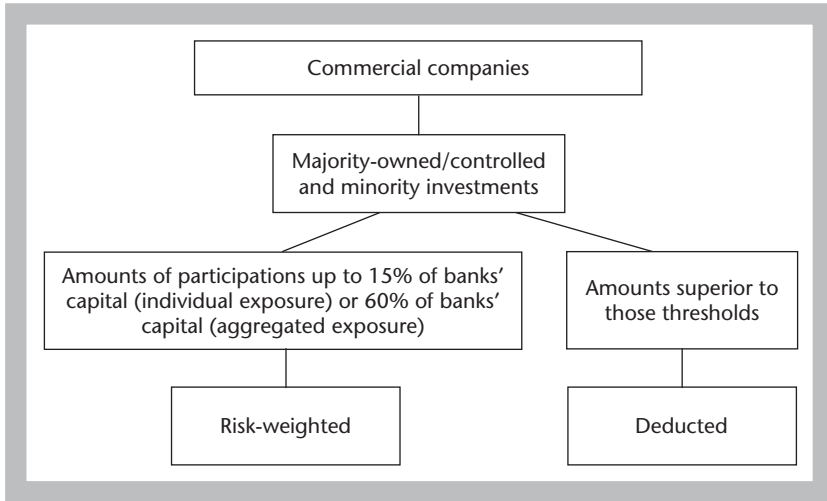 Commercial companies
Majority-owned/controlled
and minority investments
Amounts of participations up to 15% of banks’
capital (individual exposure) or 60% of banks’
capital (aggregated exposure)
Amounts superior to
those thresholds
Risk-weighted
Deducted